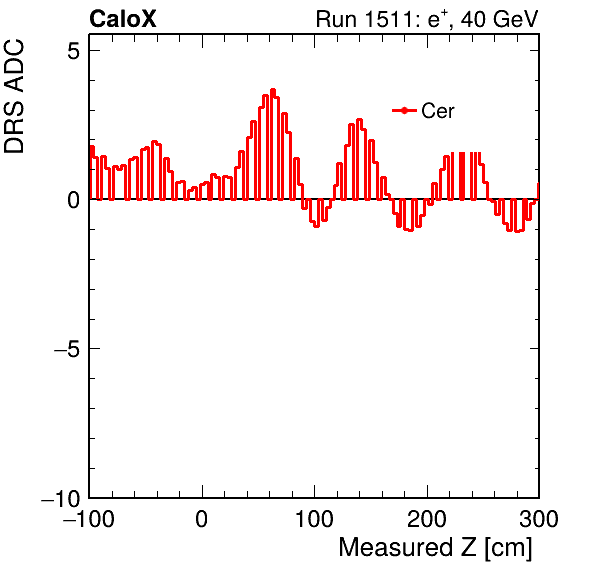 CaloX
Run 1511: e⁺, 40 GeV
DRS ADC
5
Cer
0
−5
−10
−100 0 100 200 300
Measured Z [cm]